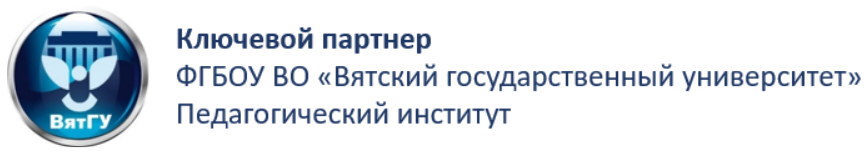 Ключевой партнер
ФГБОУ ВО «Вятский государственный университет»
Педагогический институт
ВятГУ